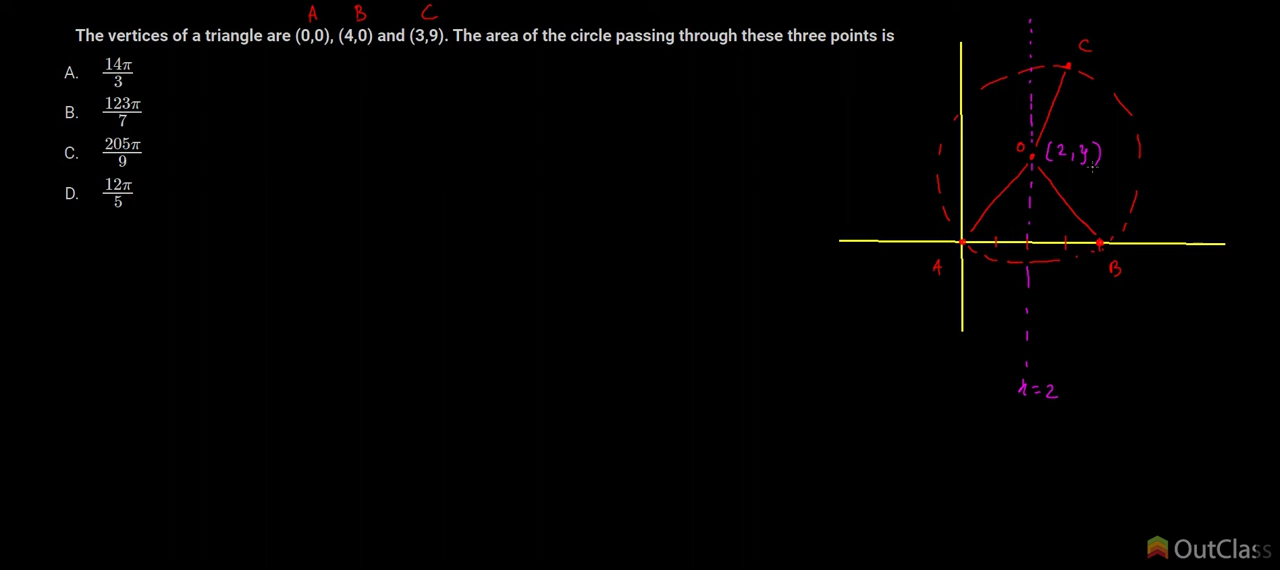 A B C
The vertices of a triangle are (0,0), (4,0) and (3,9). The area of the circle passing through these three points is
A. 14π/3
B. 123π/7
C. 205π/9
D. 12π/5
C
O (2,y)
A B
x=2
OutClass